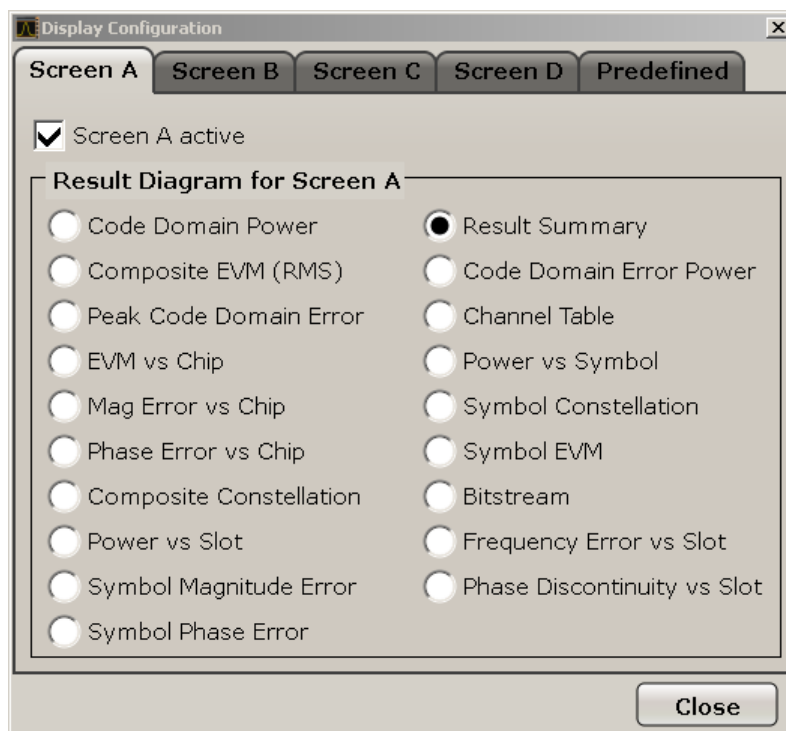 Display Configuration
Screen A Screen B Screen C Screen D Predefined
Screen A active
Result Diagram for Screen A
Code Domain Power
Result Summary
Composite EVM (RMS)
Code Domain Error Power
Peak Code Domain Error
Channel Table
EVM vs Chip
Power vs Symbol
Mag Error vs Chip
Symbol Constellation
Phase Error vs Chip
Symbol EVM
Composite Constellation
Bitstream
Power vs Slot
Frequency Error vs Slot
Symbol Magnitude Error
Phase Discontinuity vs Slot
Symbol Phase Error
Close